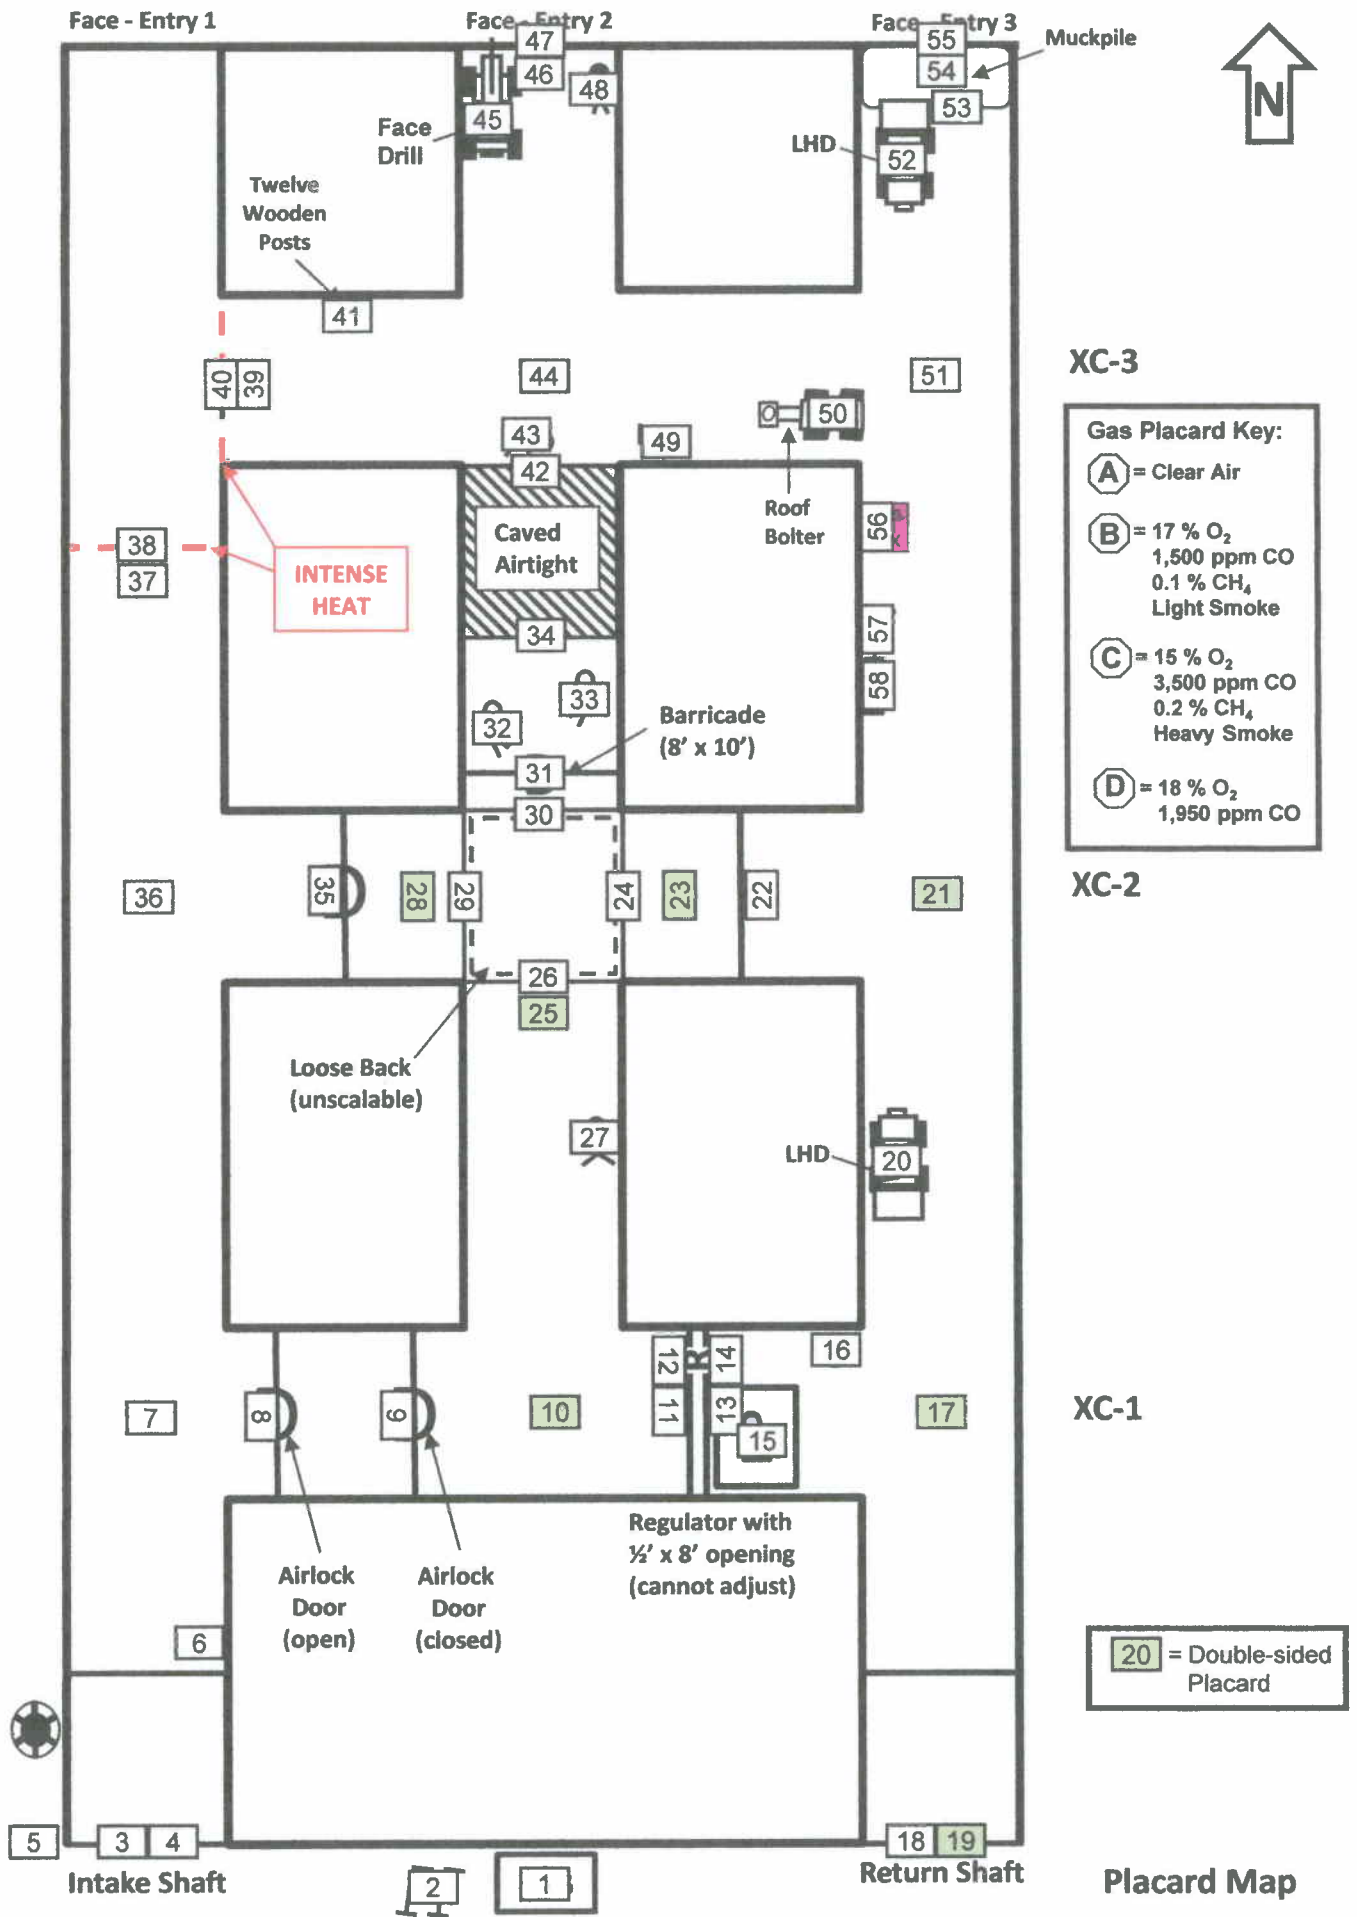 Face - Entry 1
Face - Entry 2
Face - Entry 3
47
46
48
45
55
54
53
52
Muckpile
N
Face
Drill
LHD
Twelve
Wooden
Posts
41
40
39
44
51
XC-3
43
42
49
50
Roof
Bolter
56
57
58
38
37
INTENSE
HEAT
Caved
Airtight
34
33
32
Barricade
(8' x 10')
31
30
Gas Placard Key:
A = Clear Air
B = 17 % O₂
1,500 ppm CO
0.1 % CH₄
Light Smoke
C = 15 % O₂
3,500 ppm CO
0.2 % CH₄
Heavy Smoke
D = 18 % O₂
1,950 ppm CO
36
35
28
29
24
23
22
21
XC-2
26
25
Loose Back
(unscalable)
27
LHD
20
12
R
14
16
7
8
9
10
11
13
15
17
XC-1
Regulator with
½' x 8' opening
(cannot adjust)
Airlock
Door
(open)
Airlock
Door
(closed)
6
20 = Double-sided
Placard
5
3
4
18
19
Intake Shaft
2
1
Return Shaft
Placard Map